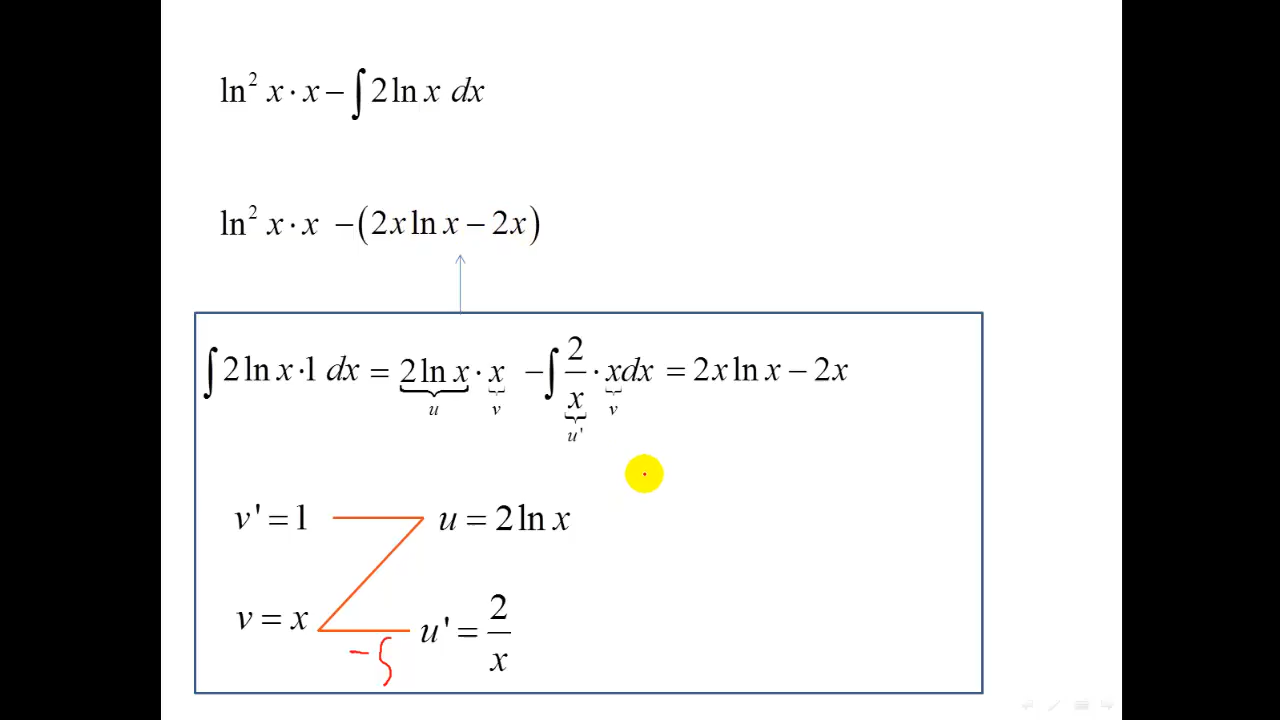 ln² x · x − ∫ 2 ln x dx
ln² x · x − (2x ln x − 2x)
∫ 2 ln x · 1 dx = 2 ln x · x − ∫ 2/x · x dx = 2x ln x − 2x
u v u' v
v' = 1 u = 2 ln x
v = x u' = 2/x
− ∫